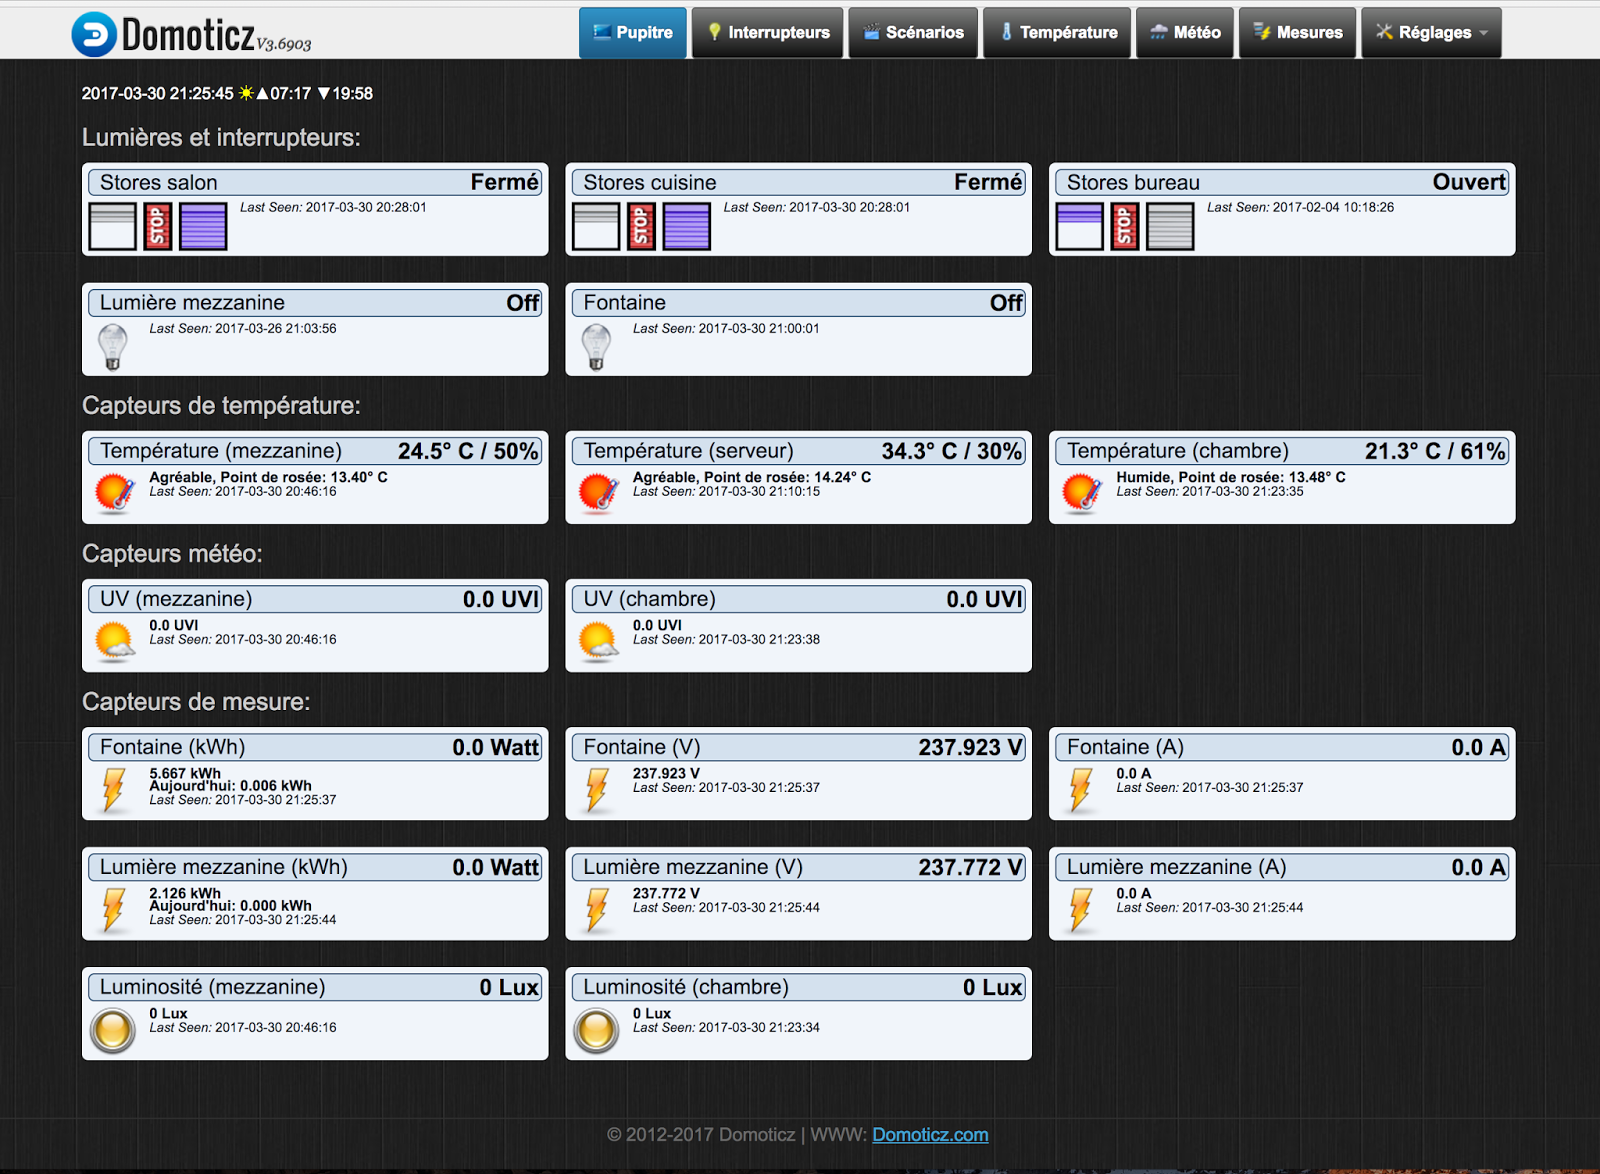 Domoticz V3.6903
Pupitre Interrupteurs Scénarios Température Météo Mesures Réglages
2017-03-30 21:25:45 ☀▲07:17 ▼19:58
Lumières et interrupteurs:
Stores salon Fermé
STOP
Last Seen: 2017-03-30 20:28:01
Stores cuisine Fermé
STOP
Last Seen: 2017-03-30 20:28:01
Stores bureau Ouvert
STOP
Last Seen: 2017-02-04 10:18:26
Lumière mezzanine Off
Last Seen: 2017-03-26 21:03:56
Fontaine Off
Last Seen: 2017-03-30 21:00:01
Capteurs de température:
Température (mezzanine) 24.5° C / 50%
Agréable, Point de rosée: 13.40° C
Last Seen: 2017-03-30 20:46:16
Température (serveur) 34.3° C / 30%
Agréable, Point de rosée: 14.24° C
Last Seen: 2017-03-30 21:10:15
Température (chambre) 21.3° C / 61%
Humide, Point de rosée: 13.48° C
Last Seen: 2017-03-30 21:23:35
Capteurs météo:
UV (mezzanine) 0.0 UVI
0.0 UVI
Last Seen: 2017-03-30 20:46:16
UV (chambre) 0.0 UVI
0.0 UVI
Last Seen: 2017-03-30 21:23:38
Capteurs de mesure:
Fontaine (kWh) 0.0 Watt
5.667 kWh
Aujourd'hui: 0.006 kWh
Last Seen: 2017-03-30 21:25:37
Fontaine (V) 237.923 V
237.923 V
Last Seen: 2017-03-30 21:25:37
Fontaine (A) 0.0 A
0.0 A
Last Seen: 2017-03-30 21:25:37
Lumière mezzanine (kWh) 0.0 Watt
2.126 kWh
Aujourd'hui: 0.000 kWh
Last Seen: 2017-03-30 21:25:44
Lumière mezzanine (V) 237.772 V
237.772 V
Last Seen: 2017-03-30 21:25:44
Lumière mezzanine (A) 0.0 A
0.0 A
Last Seen: 2017-03-30 21:25:44
Luminosité (mezzanine) 0 Lux
0 Lux
Last Seen: 2017-03-30 20:46:16
Luminosité (chambre) 0 Lux
0 Lux
Last Seen: 2017-03-30 21:23:34
© 2012-2017 Domoticz | WWW: Domoticz.com